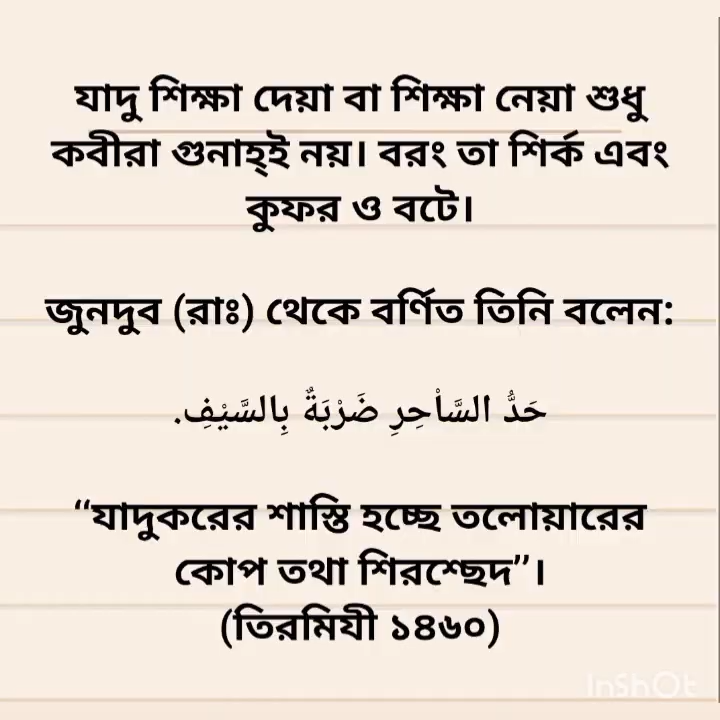 যাদু শিক্ষা দেয়া বা শিক্ষা নেয়া শুধু
কবীরা গুনাহ্ই নয়। বরং তা শির্ক এবং
কুফর ও বটে।
জুনদুব (রাঃ) থেকে বর্ণিত তিনি বলেন:
حَدُّ السَّاْحِرِ ضَرْبَةٌ بِالسَّيْفِ.
“যাদুকরের শাস্তি হচ্ছে তলোয়ারের
কোপ তথা শিরশ্ছেদ”।
(তিরমিযী ১৪৬০)
InShOt